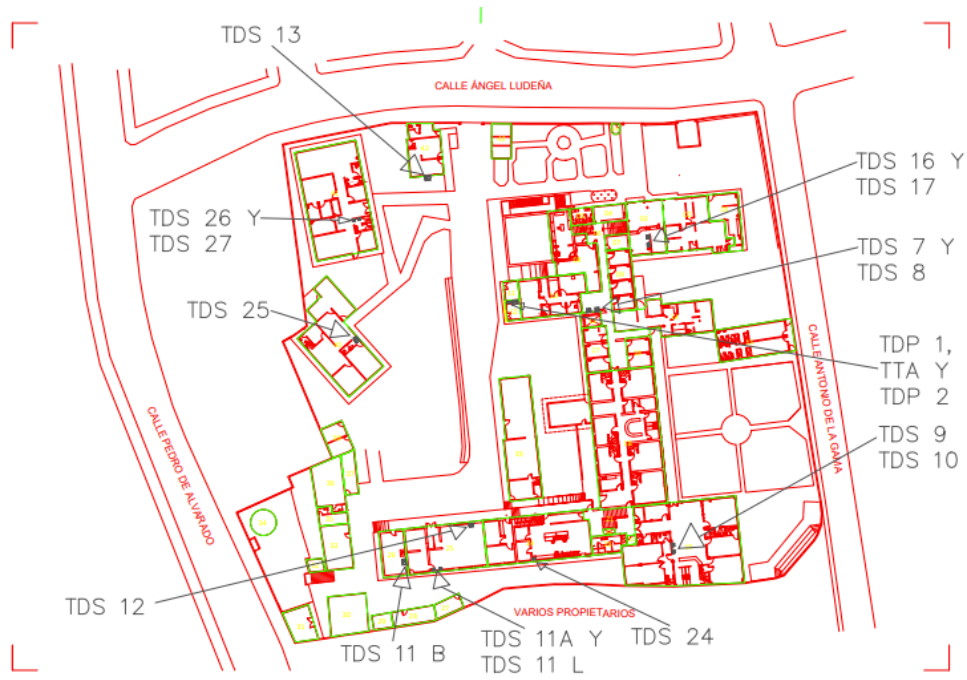 TDS 13
CALLE ÁNGEL LUDEÑA
TDS 16 Y
TDS 17
TDS 26 Y
TDS 27
TDS 7 Y
TDS 8
TDS 25
TDP 1,
TTA Y
TDP 2
CALLE ANTONIO DE LA GAMA
CALLE PEDRO DE ALVARADO
TDS 9
TDS 10
TDS 12
VARIOS PROPIETARIOS
TDS 11 B
TDS 11A Y
TDS 11 L
TDS 24